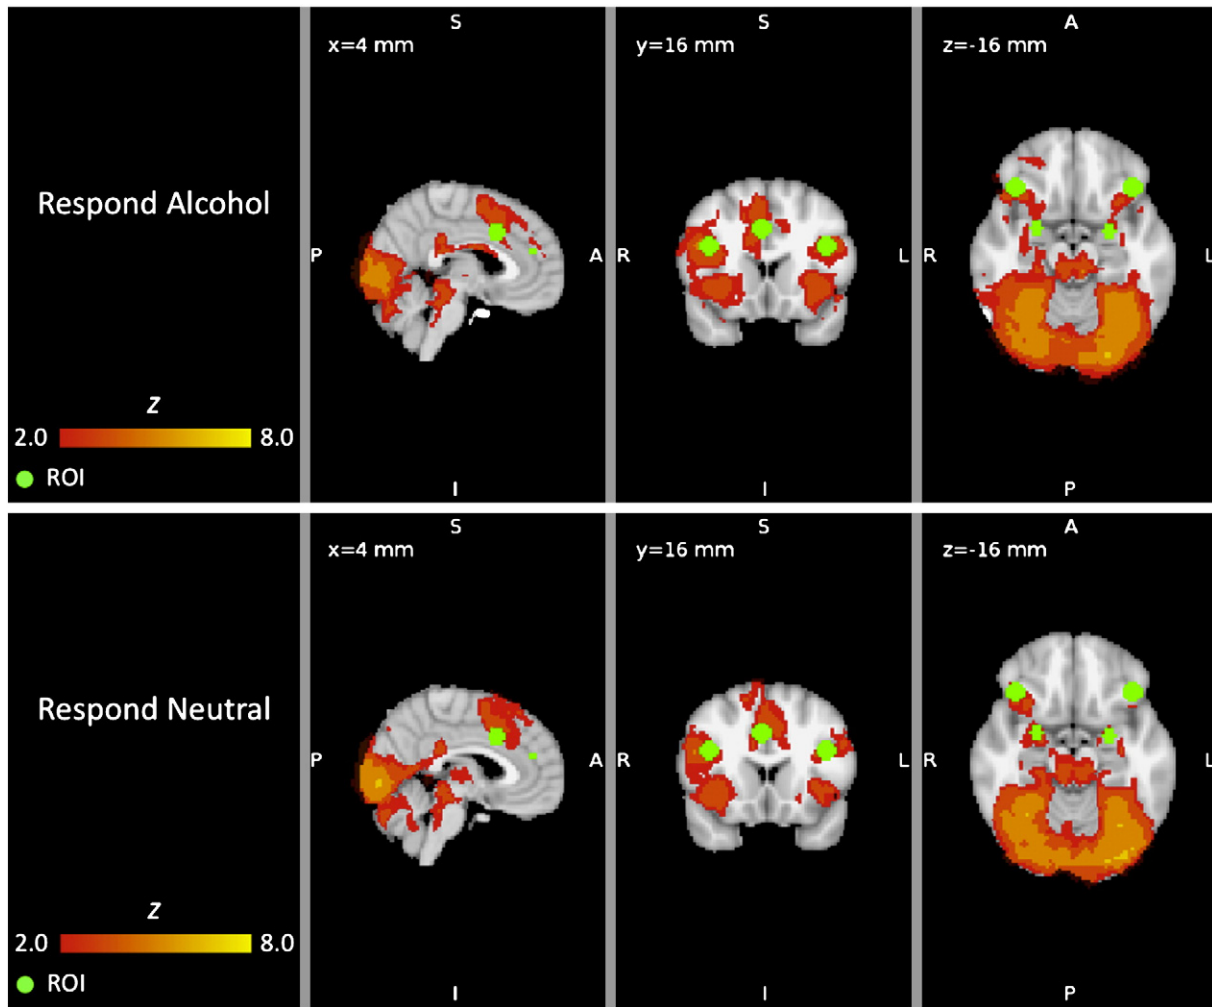 S
x=4 mm
P
A
I
S
y=16 mm
R
L
I
A
z=-16 mm
R
L
P
Respond Alcohol
Z
2.0 8.0
ROI
S
x=4 mm
P
A
I
S
y=16 mm
R
L
I
A
z=-16 mm
R
L
P
Respond Neutral
Z
2.0 8.0
ROI